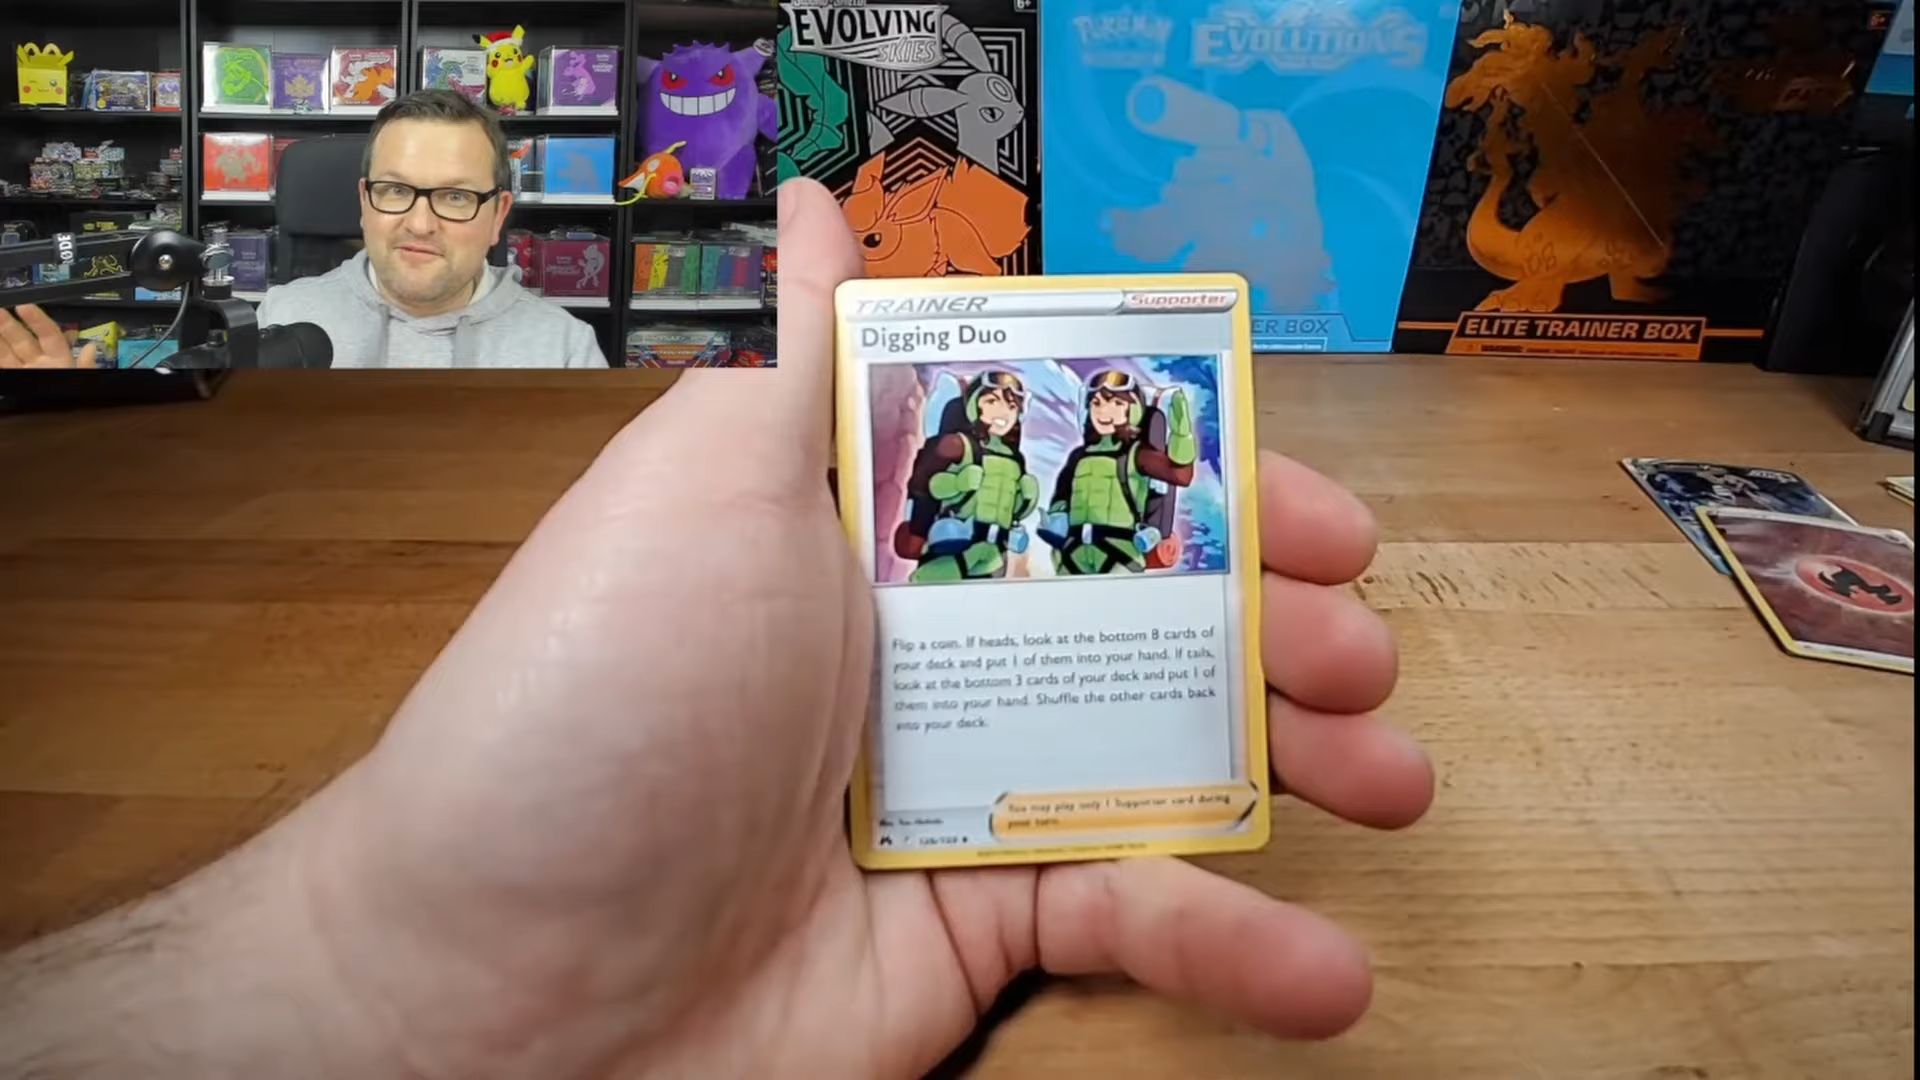 EVOLVING
SKIES
6+
Pokémon
EVOLUTIONS
RØDE
ER BOX
ELITE TRAINER BOX
TRAINER
Supporter
Digging Duo
Flip a coin. If heads, look at the bottom 8 cards of
your deck and put 1 of them into your hand. If tails,
look at the bottom 3 cards of your deck and put 1 of
them into your hand. Shuffle the other cards back
into your deck.
You may play only 1 Supporter card during
your turn.